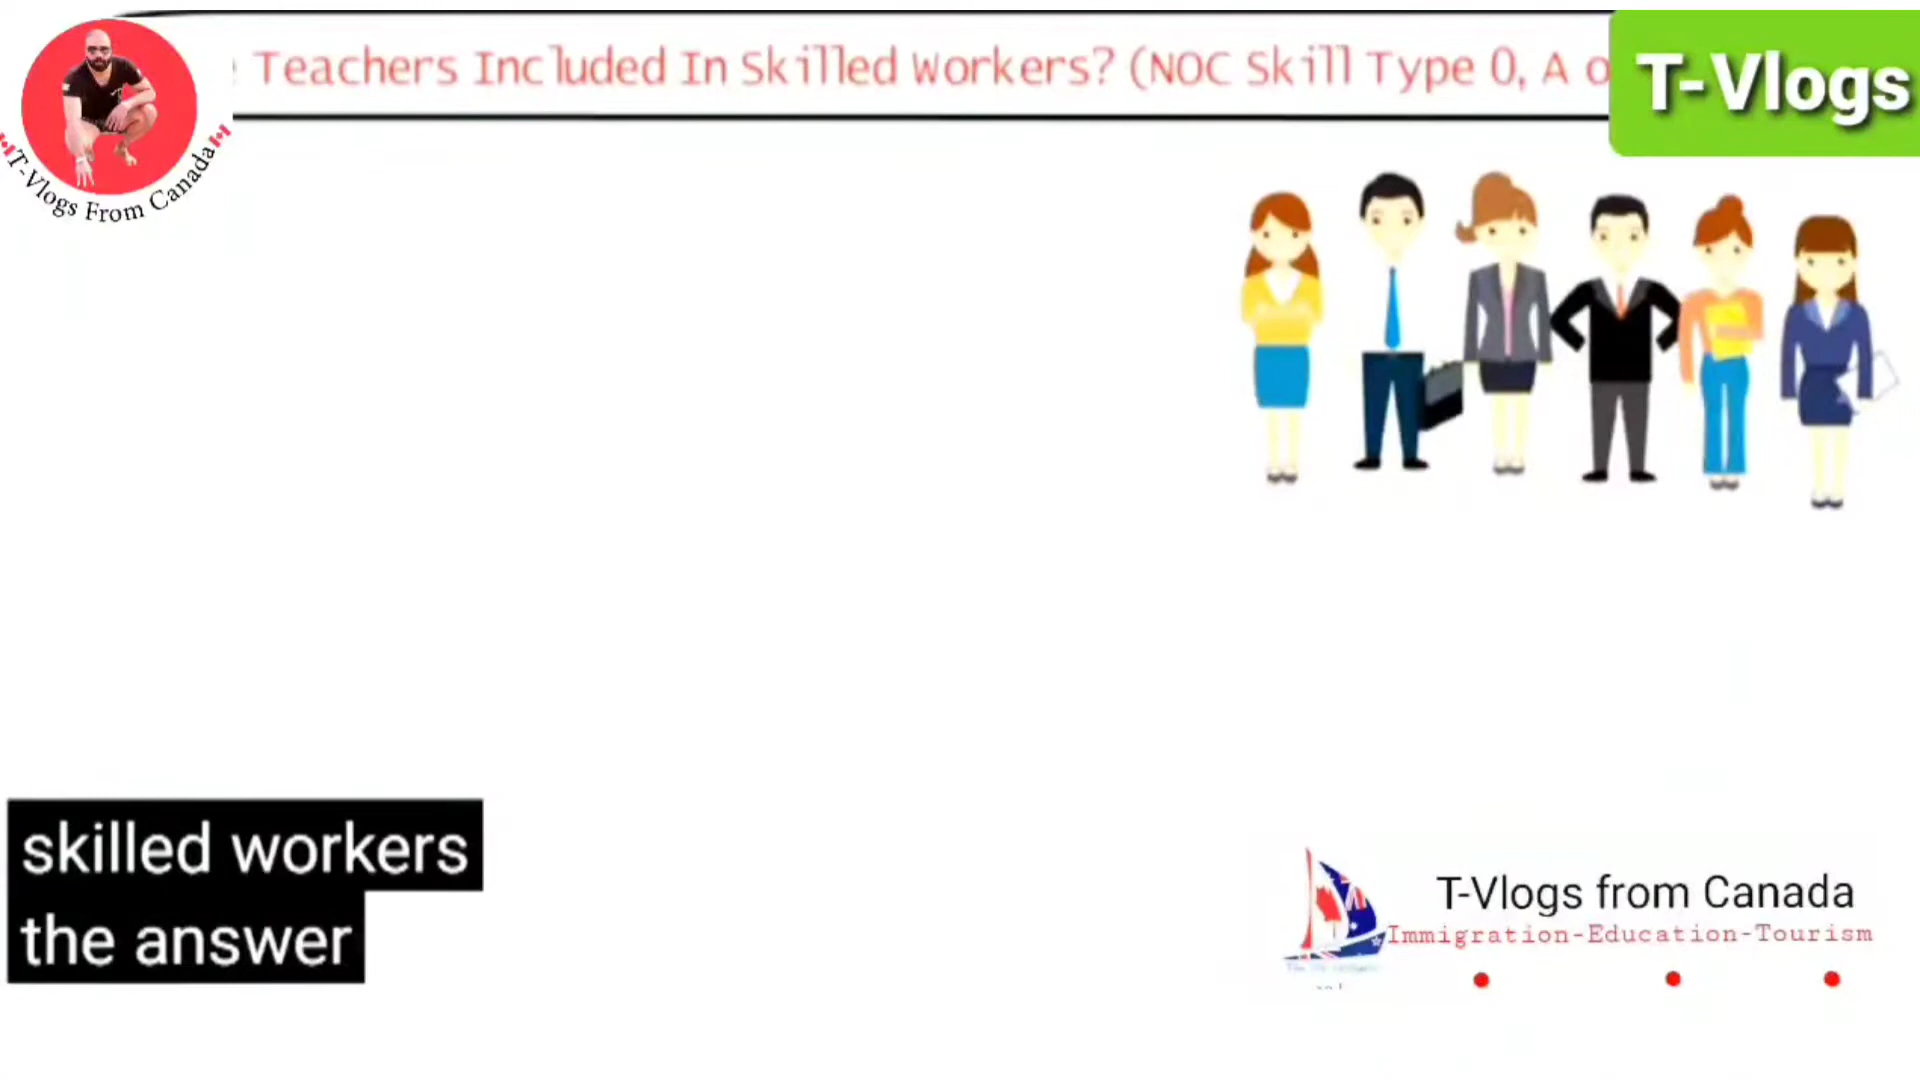 Teachers Included In Skilled Workers? (NOC Skill Type 0, A o
T-Vlogs
T-Vlogs From Canada
skilled workers
the answer
T-Vlogs from Canada
Immigration-Education-Tourism